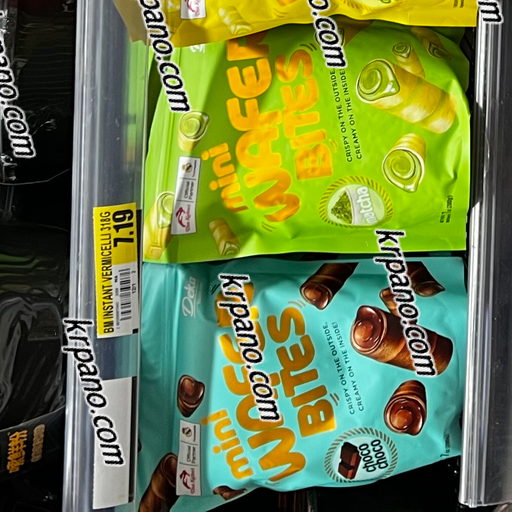 krpano.com
krpano.com
krpano.com
mini
WAFER
BITES
CRISPY ON THE OUTSIDE,
CREAMY ON THE INSIDE!
matcha
BM INSTANT VERMICELLI 318G
7.19
krpano.com
krpano.com
krpano.com
Deka
mini
WAFER
BITES
CRISPY ON THE OUTSIDE,
CREAMY ON THE INSIDE!
choco
choco